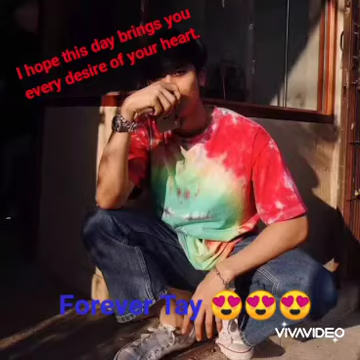 I hope this day brings you
every desire of your heart.
Forever Tay 😍😍😍
VIVAVIDEO